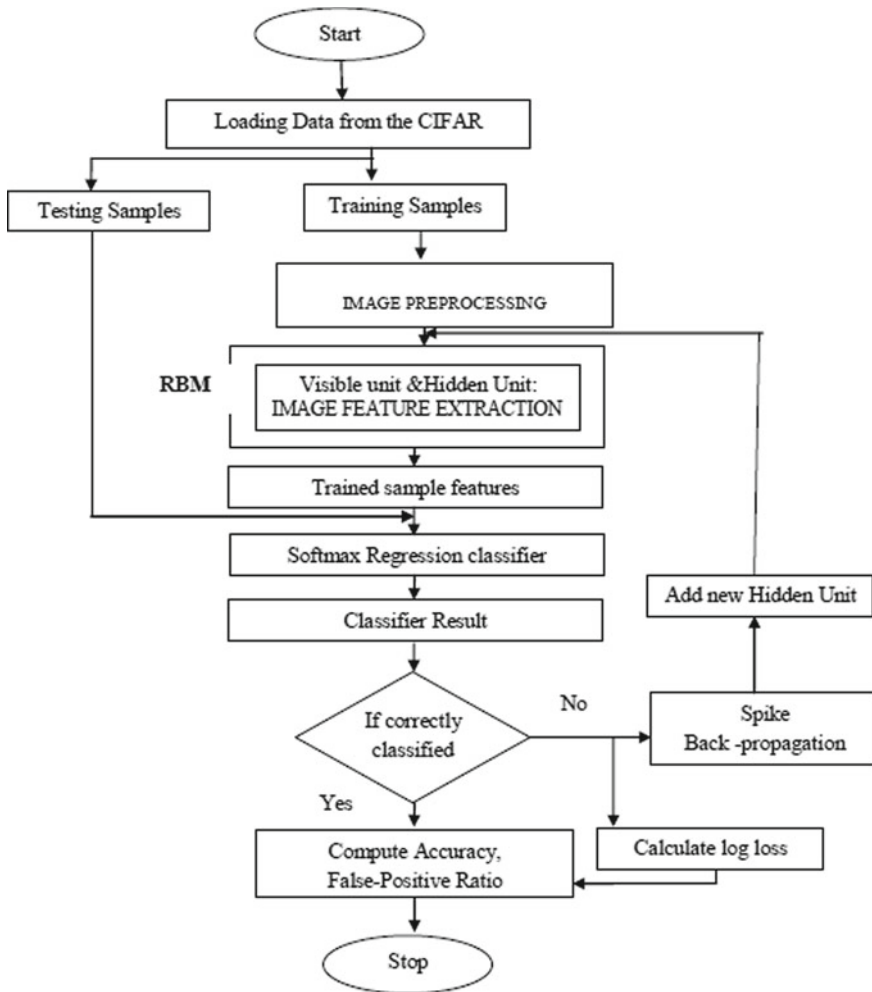 Start
Loading Data from the CIFAR
Testing Samples
Training Samples
IMAGE PREPROCESSING
RBM
Visible unit &Hidden Unit:
IMAGE FEATURE EXTRACTION
Trained sample features
Softmax Regression classifier
Add new Hidden Unit
Classifier Result
If correctly
classified
No
Spike
Back -propagation
Yes
Compute Accuracy,
False-Positive Ratio
Calculate log loss
Stop